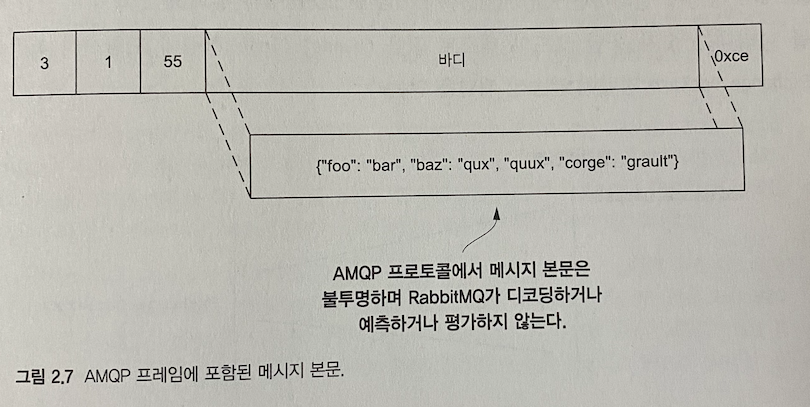 3 1 55 바디 0xce
{"foo": "bar", "baz": "qux", "quux", "corge": "grault"}
AMQP 프로토콜에서 메시지 본문은
불투명하며 RabbitMQ가 디코딩하거나
예측하거나 평가하지 않는다.
그림 2.7 AMQP 프레임에 포함된 메시지 본문.